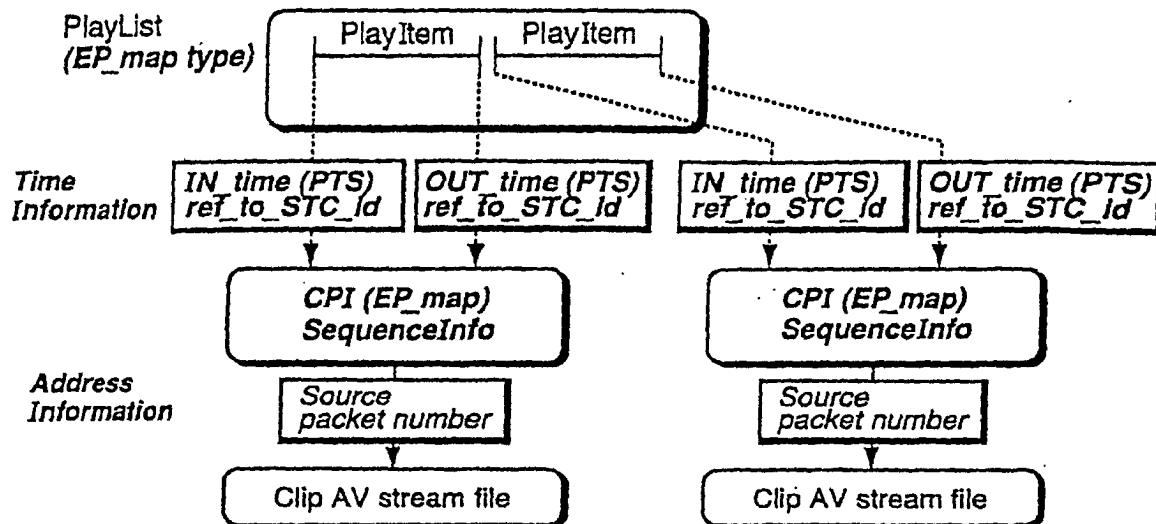 PlayList
(EP_map type)
PlayItem
PlayItem
Time
Information
IN_time (PTS)
ref_to_STC_id
OUT_time (PTS)
ref_to_STC_id
IN_time (PTS)
ref_to_STC_id
OUT_time (PTS)
ref_to_STC_id
CPI (EP_map)
SequenceInfo
CPI (EP_map)
SequenceInfo
Address
Information
Source
packet number
Source
packet number
Clip AV stream file
Clip AV stream file